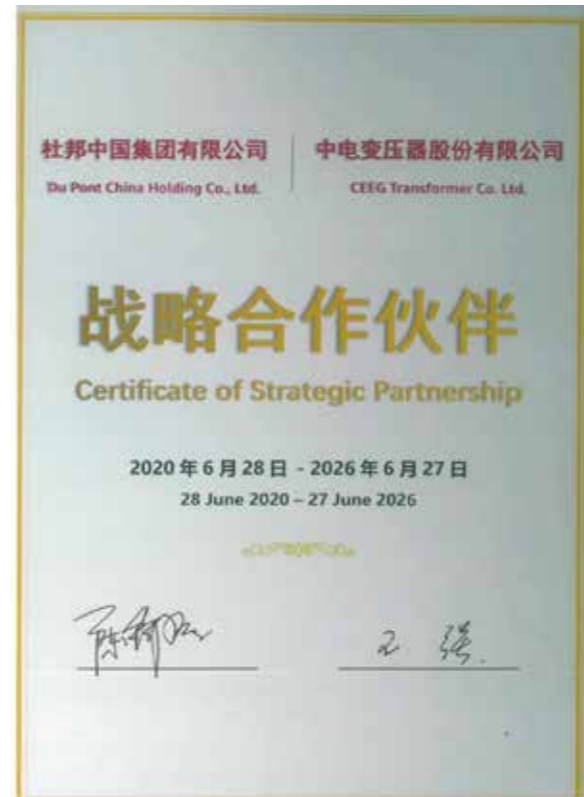 杜邦中国集团有限公司
Du Pont China Holding Co., Ltd.
中电变压器股份有限公司
CEEG Transformer Co. Ltd.
战略合作伙伴
Certificate of Strategic Partnership
2020年6月28日 - 2026年6月27日
28 June 2020 – 27 June 2026
王强